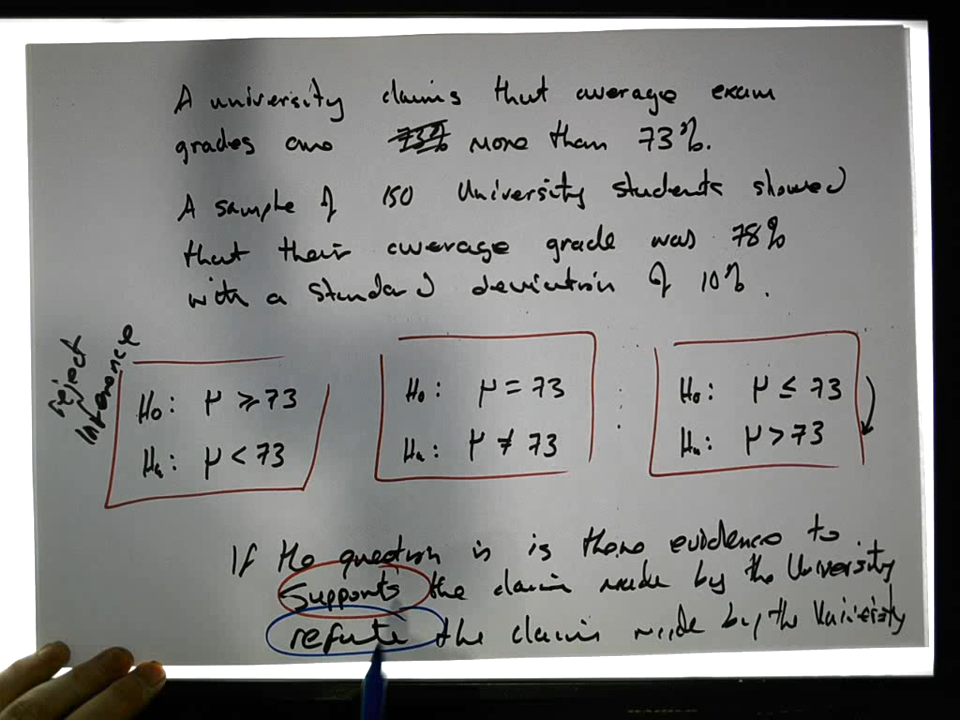 A university claims that average exam
grades are 73% more than 73%.
A sample of 150 University students showed
that their average grade was 78%
with a standard deviation of 10%.
reject
inference
H₀: μ ≥ 73
Hₐ: μ < 73
H₀: μ = 73
Hₐ: μ ≠ 73
H₀: μ ≤ 73
Hₐ: μ > 73
If the question is is there evidence to
supports the claim made by the University
refute the claim made by the University